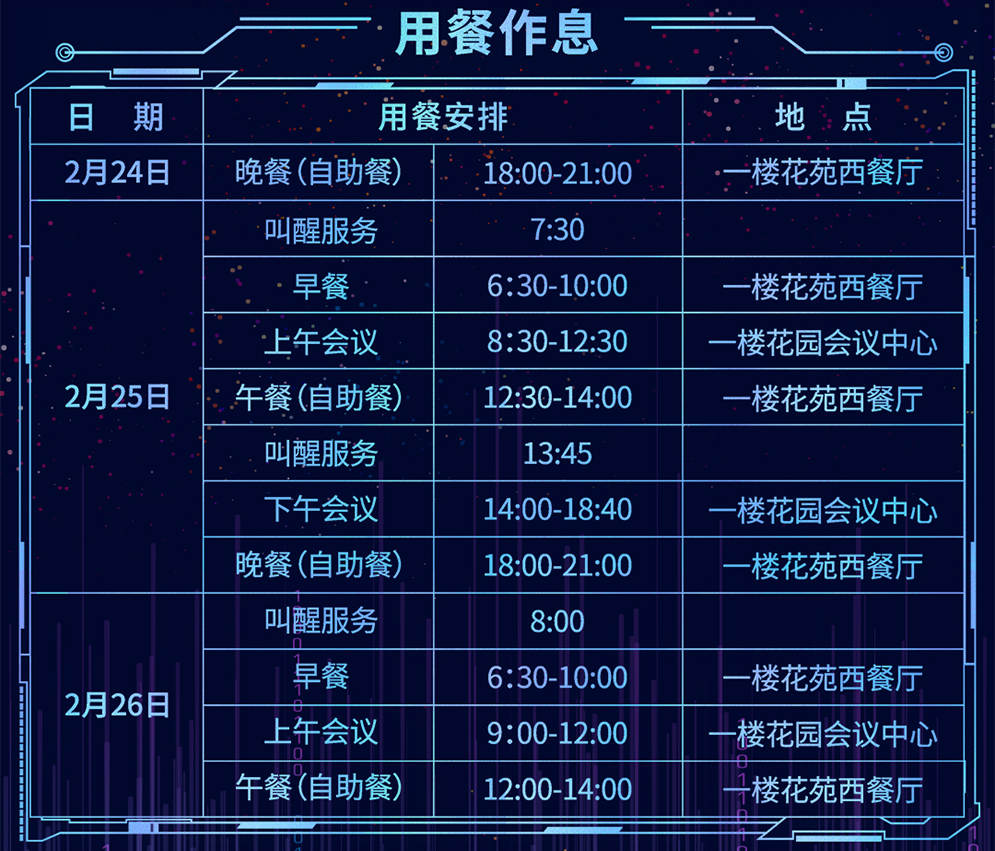 用餐作息
日 期 用餐安排 地 点
2月24日 晚餐(自助餐) 18:00-21:00 一楼花苑西餐厅
叫醒服务 7:30
早餐 6:30-10:00 一楼花苑西餐厅
上午会议 8:30-12:30 一楼花园会议中心
2月25日 午餐(自助餐) 12:30-14:00 一楼花苑西餐厅
叫醒服务 13:45
下午会议 14:00-18:40 一楼花园会议中心
晚餐(自助餐) 18:00-21:00 一楼花苑西餐厅
叫醒服务 8:00
早餐 6:30-10:00 一楼花苑西餐厅
2月26日 上午会议 9:00-12:00 一楼花园会议中心
午餐(自助餐) 12:00-14:00 一楼花苑西餐厅